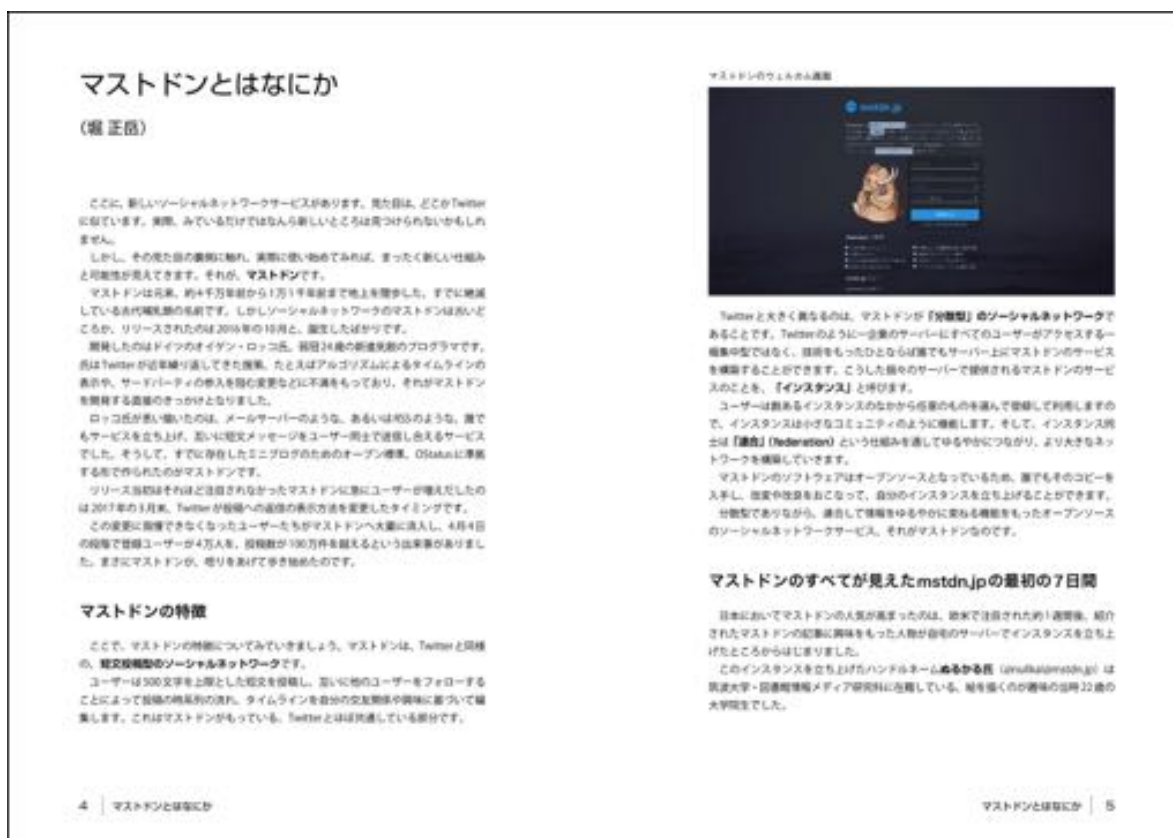 マストドンとはなにか
(堀 正岳)
ここに、新しいソーシャルネットワークサービスがあります。見た目は、どこかTwitter
に似ています。実際、みているだけではなんら新しいところは見つけられないかもしれ
ません。
しかし、その見た目の裏側に触れ、実際に使い始めてみれば、まったく新しい仕組み
と可能性が見えてきます。それが、マストドンです。
マストドンは元来、約4千万年前から1万1千年前まで地上を闊歩した、すでに絶滅
している古代哺乳類の名前です。しかしソーシャルネットワークのマストドンは古いど
ころか、リリースされたのは2016年の10月と、誕生したばかりです。
開発したのはドイツのオイゲン・ロッコ氏。弱冠24歳の新進気鋭のプログラマです。
氏はTwitterが近年繰り返してきた施策、たとえばアルゴリズムによるタイムラインの
表示や、サードパーティの参入を阻む変更などに不満をもっており、それがマストドン
を開発する直接のきっかけとなりました。
ロッコ氏が思い描いたのは、メールサーバーのような、あるいはRSSのような、誰で
もサービスを立ち上げ、互いに短文メッセージをユーザー同士で送信し合えるサービス
でした。そうして、すでに存在したミニブログのためのオープン標準、OStatusに準拠
する形で作られたのがマストドンです。
リリース当初はそれほど注目されなかったマストドンに急にユーザーが増えだしたの
は2017年の3月末、Twitterが投稿への返信の表示方法を変更したタイミングです。
この変更に我慢できなくなったユーザーたちがマストドンへ大量に流入し、4月4日
の段階で登録ユーザーが4万人を、投稿数が100万件を超えるという出来事がありまし
た。まさにマストドンが、唸りをあげて歩き始めたのです。
マストドンの特徴
ここで、マストドンの特徴についてみていきましょう。マストドンは、Twitterと同様
の、短文投稿型のソーシャルネットワークです。
ユーザーは500文字を上限とした短文を投稿し、互いに他のユーザーをフォローする
ことによって投稿の時系列の流れ、タイムラインを自分の交友関係や興味に基づいて編
集します。これはマストドンがもっている、Twitterとほぼ共通している部分です。
4 マストドンとはなにか
マストドンのウェルカム画面
mstdn.jp
Twitterと大きく異なるのは、マストドンが「分散型」のソーシャルネットワークで
あることです。Twitterのように一企業のサーバーにすべてのユーザーがアクセスする一
極集中型ではなく、技術をもったひとならば誰でもサーバー上にマストドンのサービス
を構築することができます。こうした個々のサーバーで提供されるマストドンのサービ
スのことを、「インスタンス」と呼びます。
ユーザーは数あるインスタンスのなかから任意のものを選んで登録して利用しますの
で、インスタンスは小さなコミュニティのように機能します。そして、インスタンス同
士は「連合」(federation)という仕組みを通してゆるやかにつながり、より大きなネッ
トワークを構築していきます。
マストドンのソフトウェアはオープンソースとなっているため、誰でもそのコピーを
入手し、改変や改良をおこなって、自分のインスタンスを立ち上げることができます。
分散型でありながら、連合して情報をゆるやかに束ねる機能をもったオープンソース
のソーシャルネットワークサービス、それがマストドンなのです。
マストドンのすべてが見えたmstdn.jpの最初の7日間
日本においてマストドンの人気が高まったのは、欧米で注目された約1週間後、紹介
されたマストドンの記事に興味をもった人物が自宅のサーバーでインスタンスを立ち上
げたところからはじまりました。
このインスタンスを立ち上げたハンドルネームぬるかる氏(@nullkal@mstdn.jp)は
筑波大学・図書館情報メディア研究科に在籍している、絵を描くのが趣味の当時22歳の
大学院生でした。
マストドンとはなにか 5